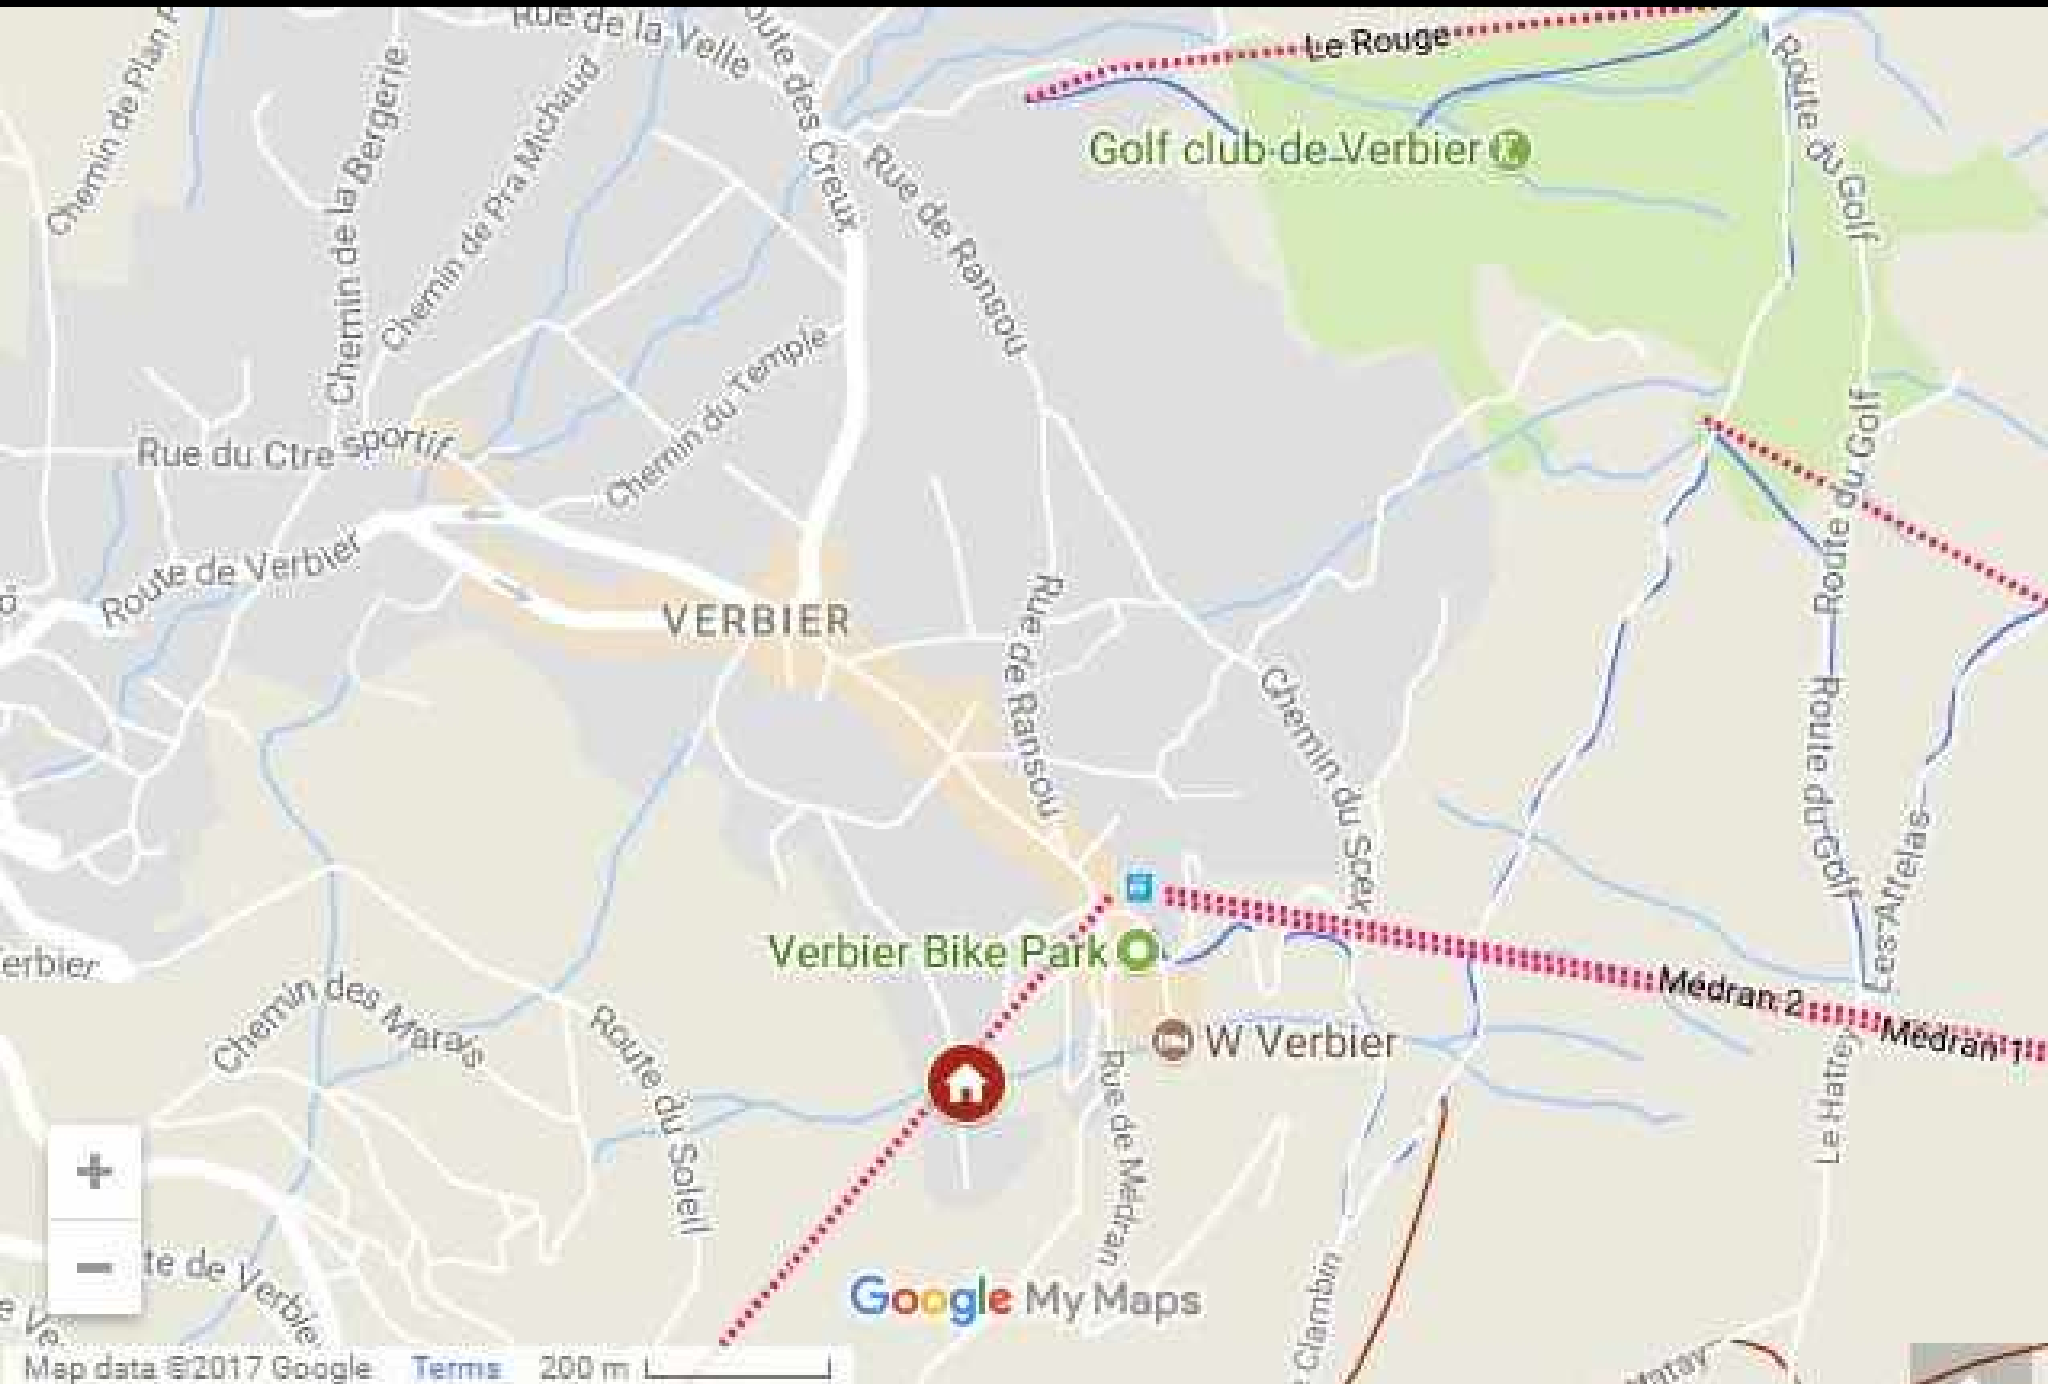 Rue de la Velle
Route des Creux
Le Rouge
Route du Golf
Chemin de Plan
Chemin de la Bergerie
Chemin de Pra Michaud
Golf club de Verbier
Rue de Ransou
Chemin du Temple
Rue du Ctre sportif
Route du Golf
Route de Verbier
VERBIER
Rue de Ransou
Chemin du Scex
Route du Golf
Les Attelas
erbier
Verbier Bike Park
Médran 2
Médran 1
Chemin des Marais
W Verbier
Route du Soleil
Rue de Médran
Le Hattey
+
−
te de Verbie
e Ve
Clambin
Google My Maps
Map data ©2017 Google Terms 200 m